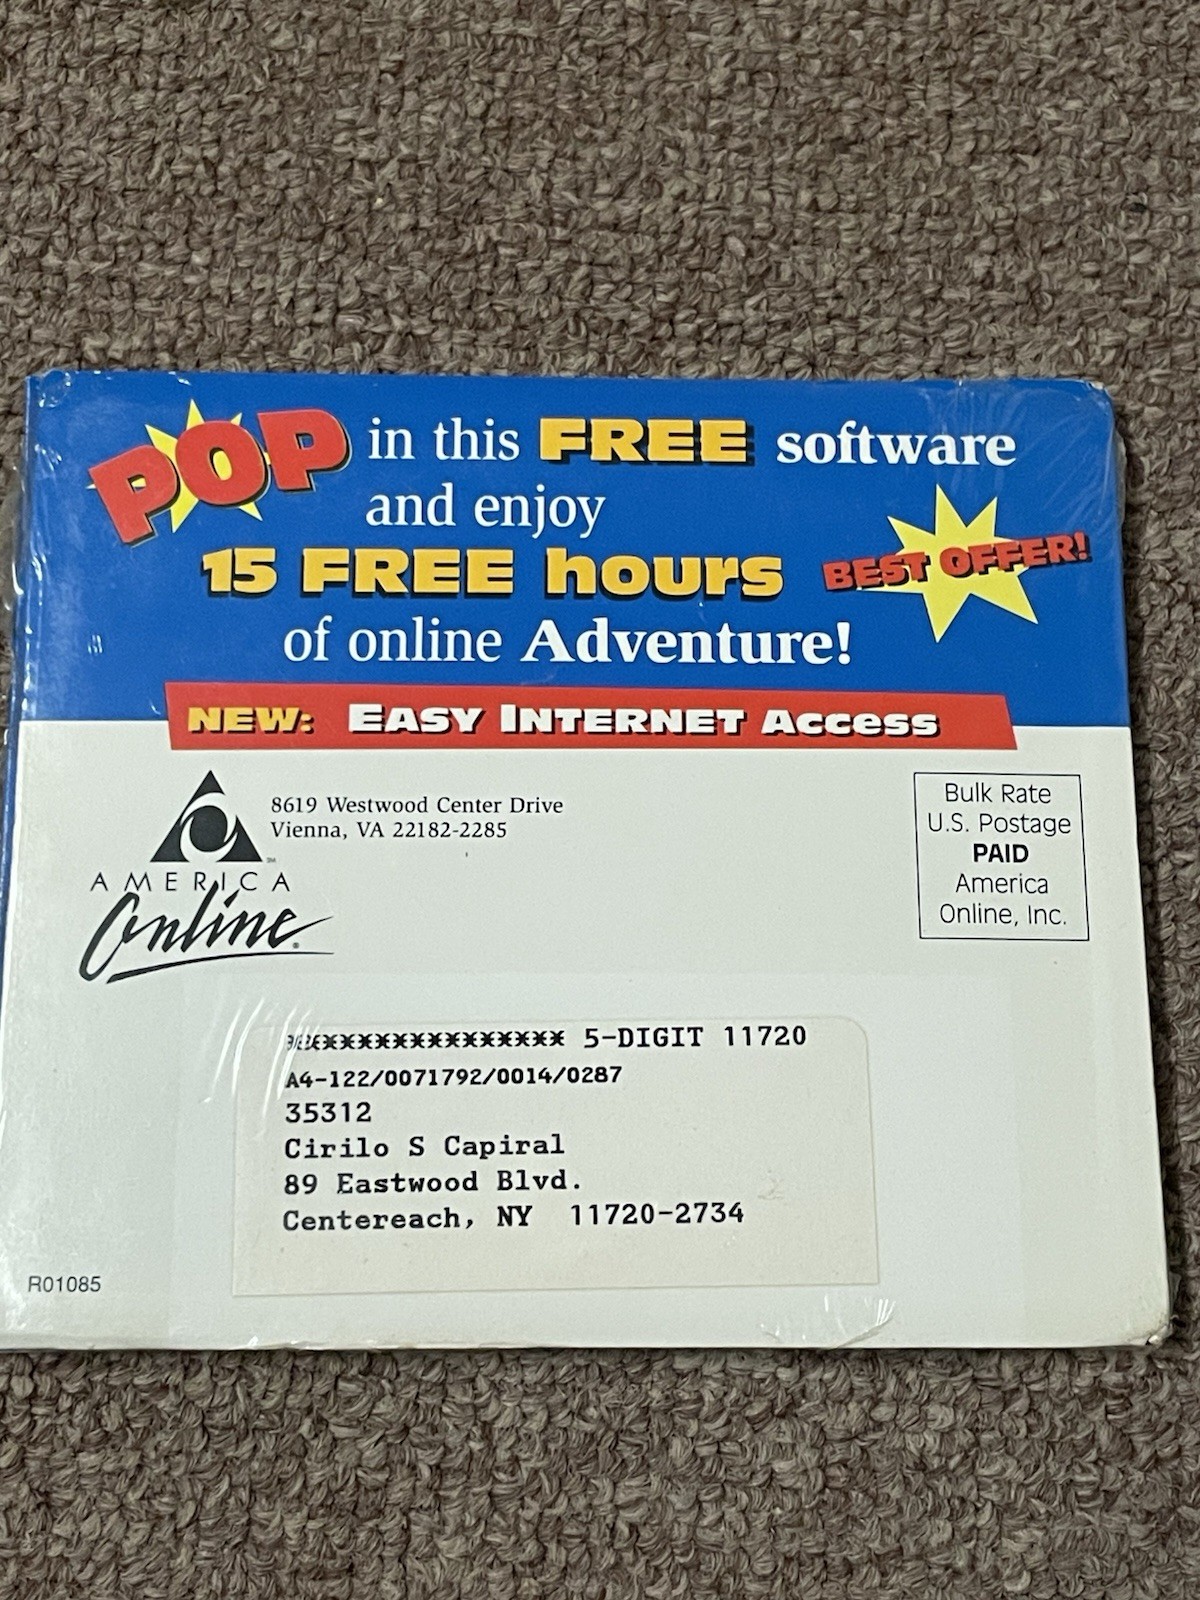 POP in this FREE software
and enjoy
15 FREE hours
BEST OFFER!
of online Adventure!
NEW: EASY INTERNET Access
8619 Westwood Center Drive
Vienna, VA 22182-2285
AMERICA
Online
Bulk Rate
U.S. Postage
PAID
America
Online, Inc.
5-DIGIT 11720
A4-122/0071792/0014/0287
35312
Cirilo S Capiral
89 Eastwood Blvd.
Centereach, NY 11720-2734
R01085